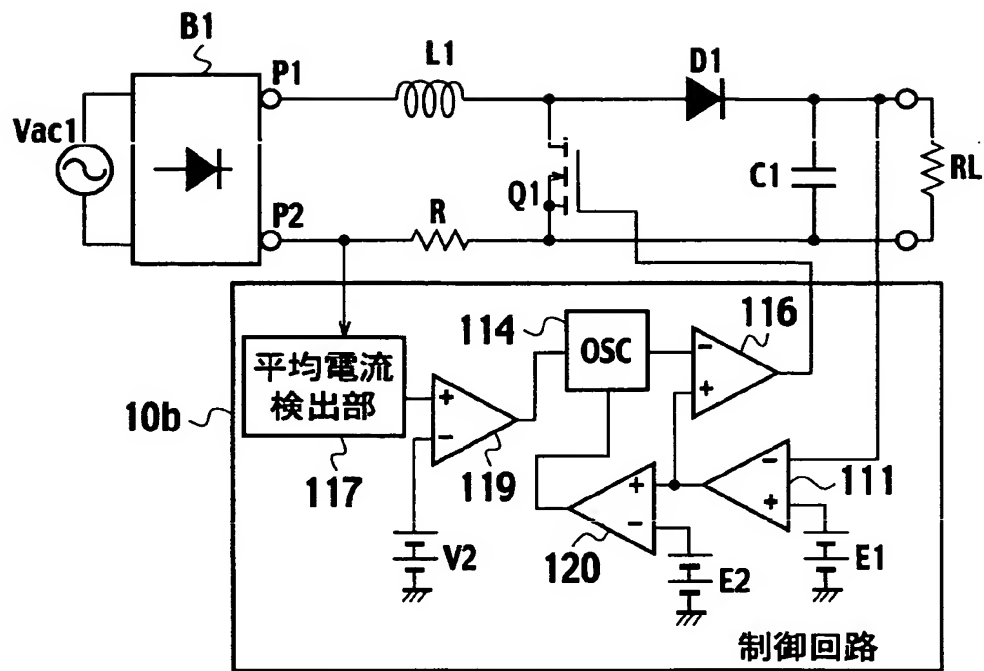 B1
P1
L1
D1
Vac1
C1
RL
Q1
P2
R
114
OSC
116
平均電流
検出部
10b
117
119
111
120
V2
E2
E1
制御回路
+
-
-
+
+
-
-
+